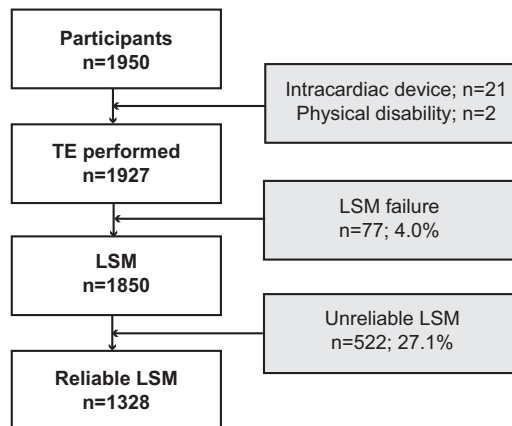 Participants
n=1950
Intracardiac device; n=21
Physical disability; n=2
TE performed
n=1927
LSM failure
n=77; 4.0%
LSM
n=1850
Unreliable LSM
n=522; 27.1%
Reliable LSM
n=1328